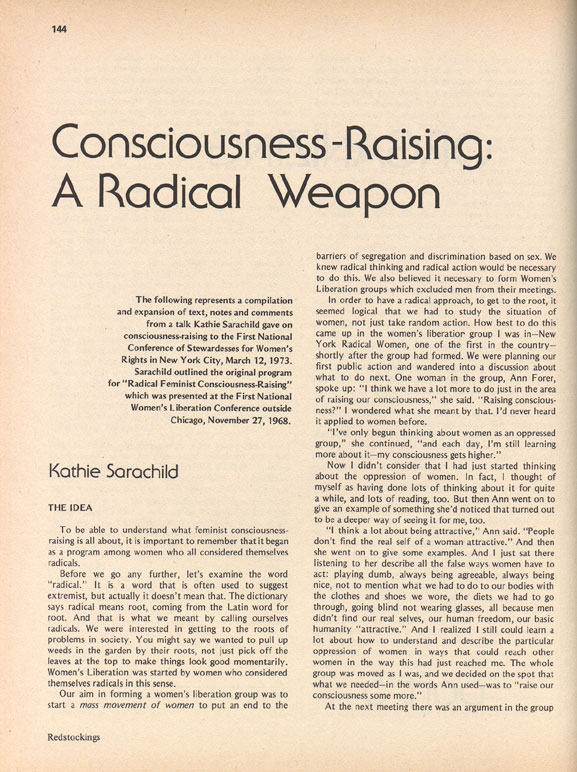 144
Consciousness-Raising:
A Radical Weapon
The following represents a compilation
and expansion of text, notes and comments
from a talk Kathie Sarachild gave on
consciousness-raising to the First National
Conference of Stewardesses for Women's
Rights in New York City, March 12, 1973.
Sarachild outlined the original program
for "Radical Feminist Consciousness-Raising"
which was presented at the First National
Women's Liberation Conference outside
Chicago, November 27, 1968.
Kathie Sarachild
THE IDEA
To be able to understand what feminist consciousness-
raising is all about, it is important to remember that it began
as a program among women who all considered themselves
radicals.
Before we go any further, let's examine the word
"radical." It is a word that is often used to suggest
extremist, but actually it doesn't mean that. The dictionary
says radical means root, coming from the Latin word for
root. And that is what we meant by calling ourselves
radicals. We were interested in getting to the roots of
problems in society. You might say we wanted to pull up
weeds in the garden by their roots, not just pick off the
leaves at the top to make things look good momentarily.
Women's Liberation was started by women who considered
themselves radicals in this sense.
Our aim in forming a women's liberation group was to
start a mass movement of women to put an end to the
barriers of segregation and discrimination based on sex. We
knew radical thinking and radical action would be necessary
to do this. We also believed it necessary to form Women's
Liberation groups which excluded men from their meetings.
In order to have a radical approach, to get to the root, it
seemed logical that we had to study the situation of
women, not just take random action. How best to do this
came up in the women's liberation group I was in—New
York Radical Women, one of the first in the country—
shortly after the group had formed. We were planning our
first public action and wandered into a discussion about
what to do next. One woman in the group, Ann Forer,
spoke up: "I think we have a lot more to do just in the area
of raising our consciousness," she said. "Raising conscious-
ness?" I wondered what she meant by that. I'd never heard
it applied to women before.
"I've only begun thinking about women as an oppressed
group," she continued, "and each day, I'm still learning
more about it—my consciousness gets higher."
Now I didn't consider that I had just started thinking
about the oppression of women. In fact, I thought of
myself as having done lots of thinking about it for quite
a while, and lots of reading, too. But then Ann went on to
give an example of something she'd noticed that turned out
to be a deeper way of seeing it for me, too.
"I think a lot about being attractive," Ann said. "People
don't find the real self of a woman attractive." And then
she went on to give some examples. And I just sat there
listening to her describe all the false ways women have to
act: playing dumb, always being agreeable, always being
nice, not to mention what we had to do to our bodies with
the clothes and shoes we wore, the diets we had to go
through, going blind not wearing glasses, all because men
didn't find our real selves, our human freedom, our basic
humanity "attractive." And I realized I still could learn a
lot about how to understand and describe the particular
oppression of women in ways that could reach other
women in the way this had just reached me. The whole
group was moved as I was, and we decided on the spot that
what we needed—in the words Ann used—was to "raise our
consciousness some more."
At the next meeting there was an argument in the group
Redstockings